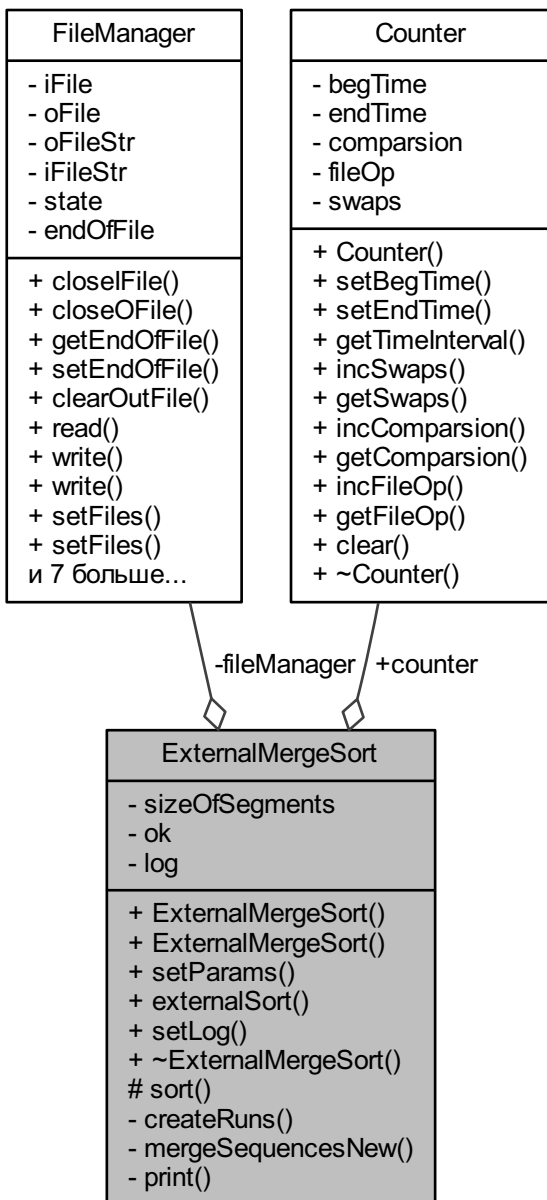 FileManager
- iFile
- oFile
- oFileStr
- iFileStr
- state
- endOfFile
+ closeIFile()
+ closeOFile()
+ getEndOfFile()
+ setEndOfFile()
+ clearOutFile()
+ read()
+ write()
+ write()
+ setFiles()
+ setFiles()
и 7 больше...
Counter
- begTime
- endTime
- comparsion
- fileOp
- swaps
+ Counter()
+ setBegTime()
+ setEndTime()
+ getTimeInterval()
+ incSwaps()
+ getSwaps()
+ incComparsion()
+ getComparsion()
+ incFileOp()
+ getFileOp()
+ clear()
+ ~Counter()
-fileManager
+counter
ExternalMergeSort
- sizeOfSegments
- ok
- log
+ ExternalMergeSort()
+ ExternalMergeSort()
+ setParams()
+ externalSort()
+ setLog()
+ ~ExternalMergeSort()
# sort()
- createRuns()
- mergeSequencesNew()
- print()